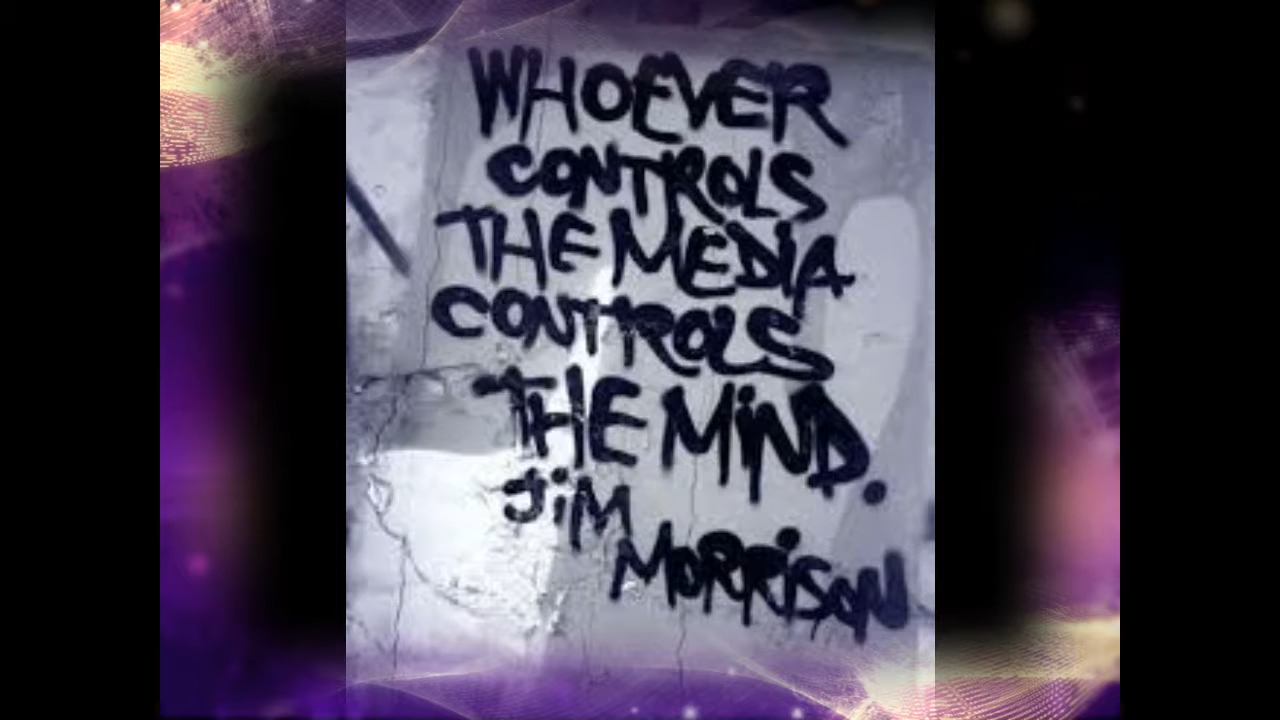 WHOEVER
CONTROLS
THE MEDIA
CONTROLS
THE MIND.
JiM
MORRiSON